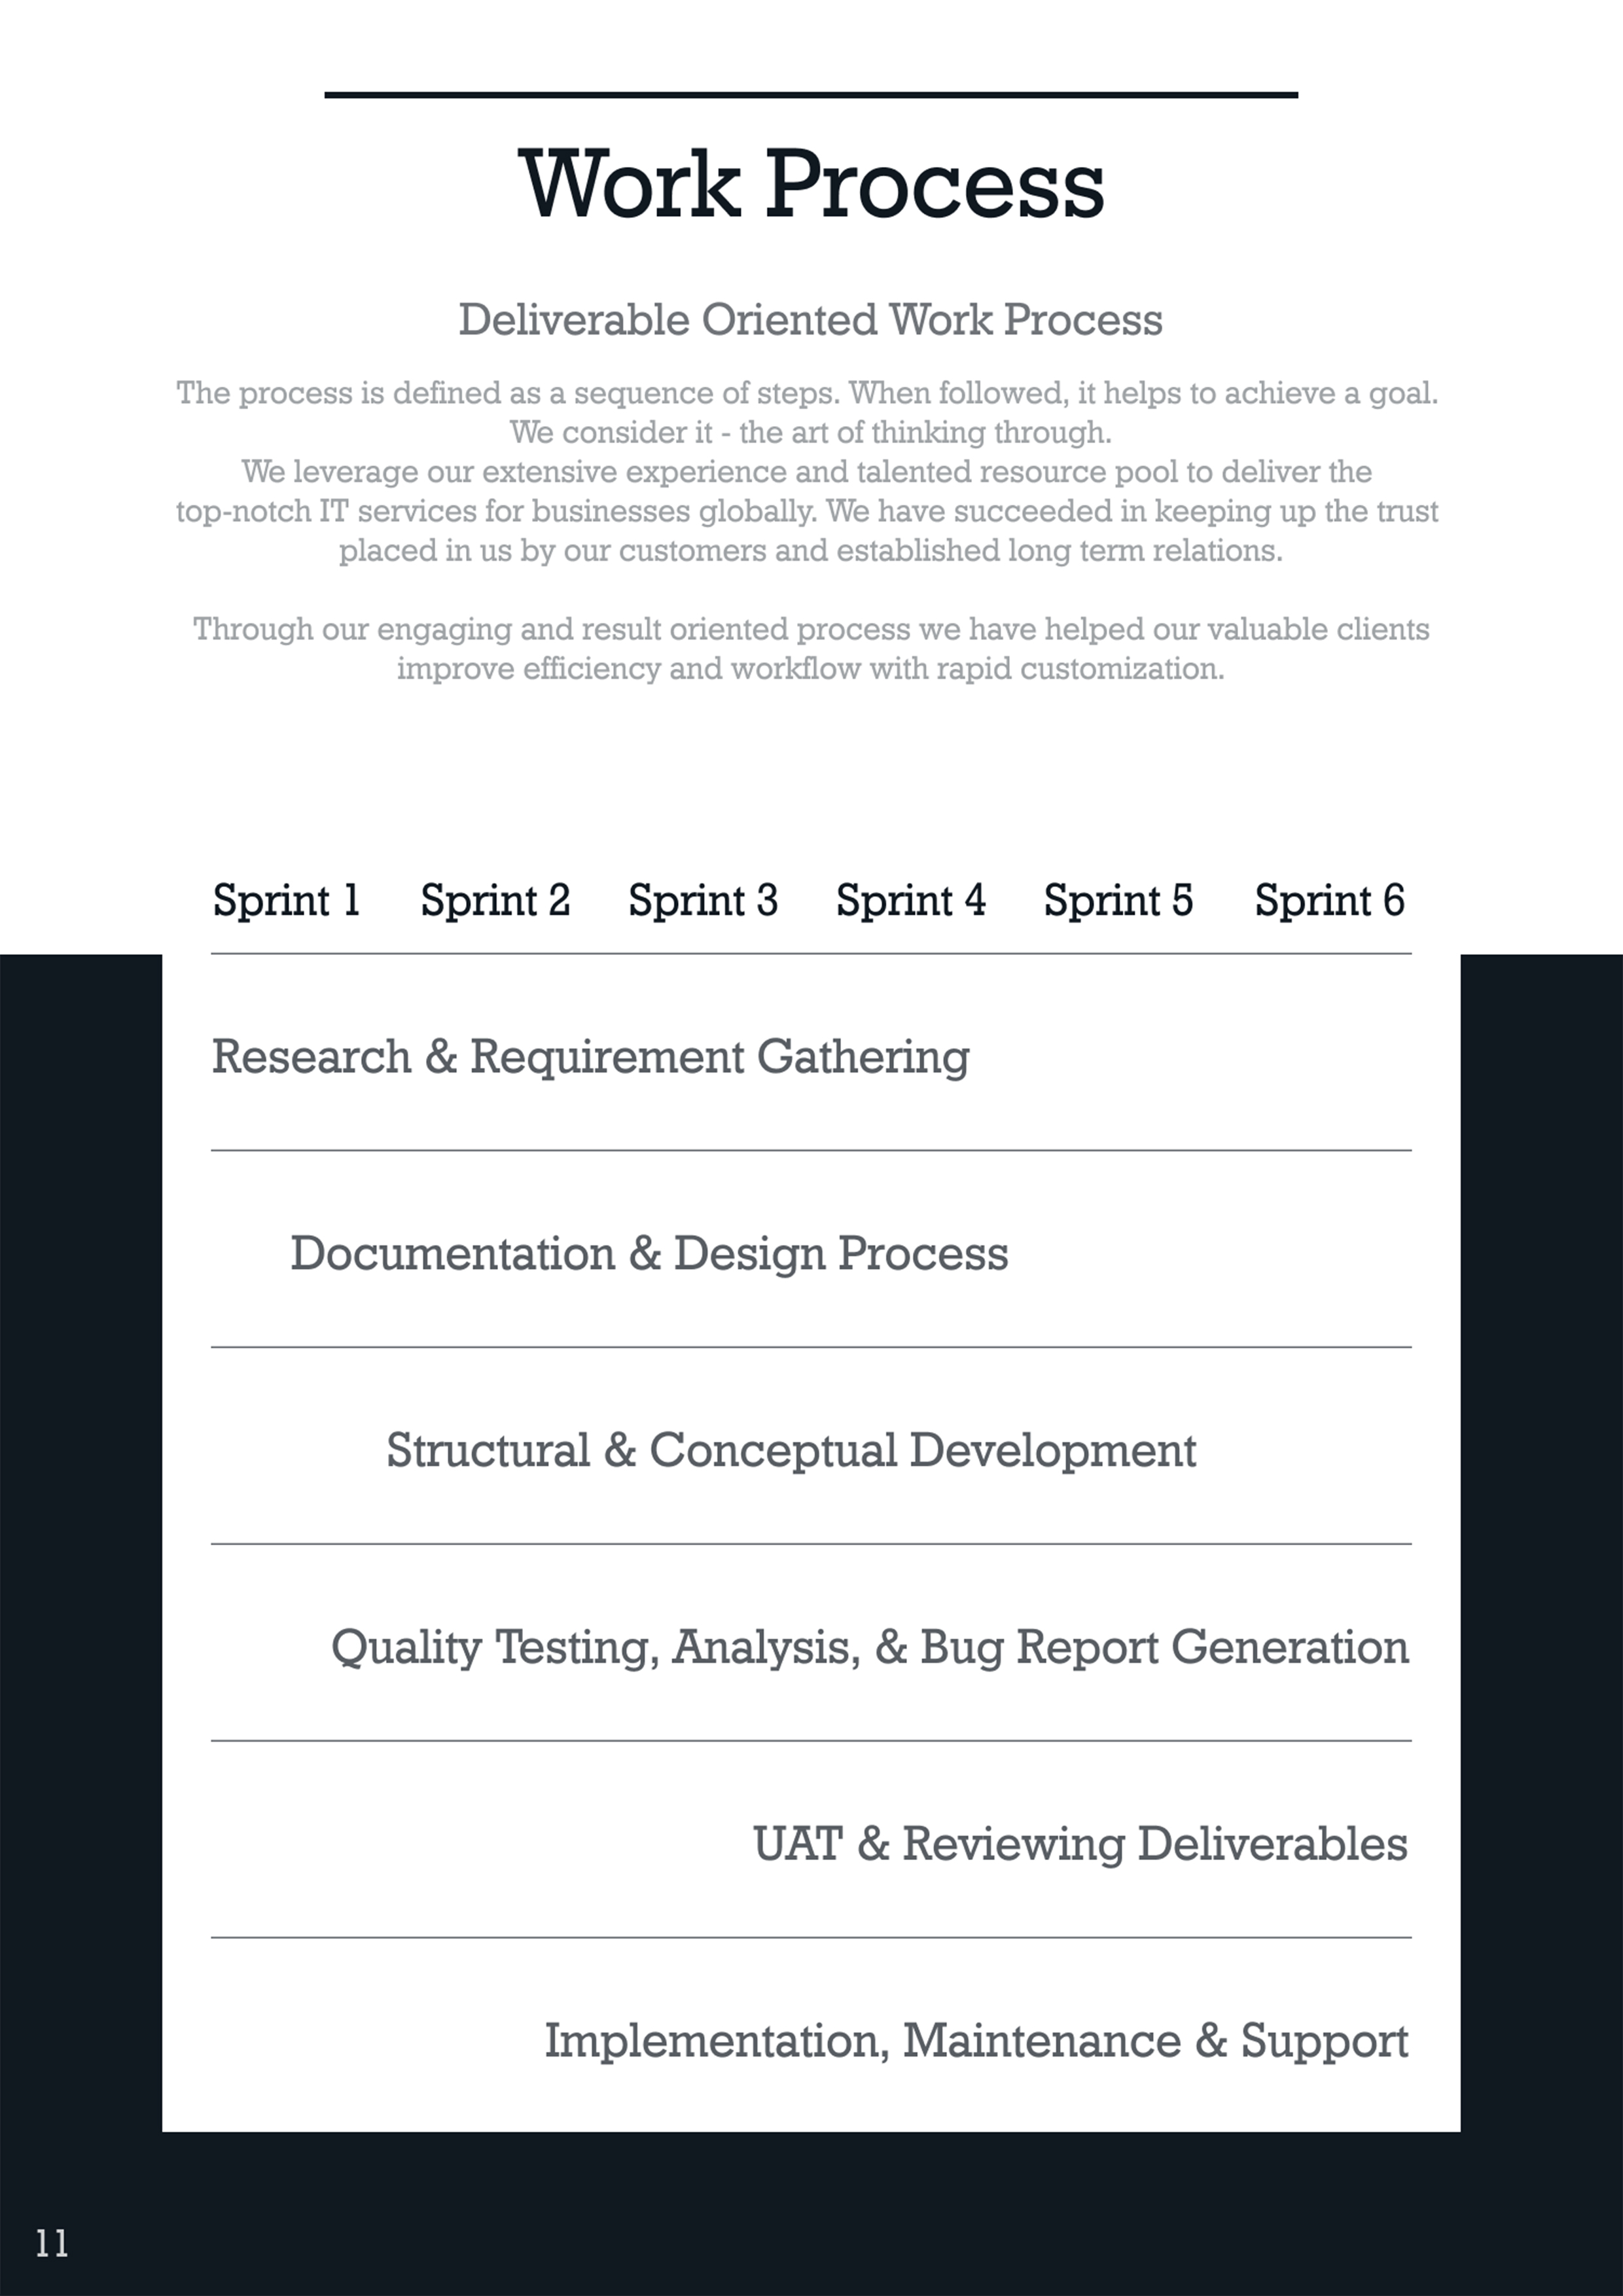 Work Process
Deliverable Oriented Work Process
The process is defined as a sequence of steps. When followed, it helps to achieve a goal.
We consider it - the art of thinking through.
We leverage our extensive experience and talented resource pool to deliver the
top-notch IT services for businesses globally. We have succeeded in keeping up the trust
placed in us by our customers and established long term relations.
Through our engaging and result oriented process we have helped our valuable clients
improve efficiency and workflow with rapid customization.
Sprint 1 Sprint 2 Sprint 3 Sprint 4 Sprint 5 Sprint 6
Research & Requirement Gathering
Documentation & Design Process
Structural & Conceptual Development
Quality Testing, Analysis, & Bug Report Generation
UAT & Reviewing Deliverables
Implementation, Maintenance & Support
11